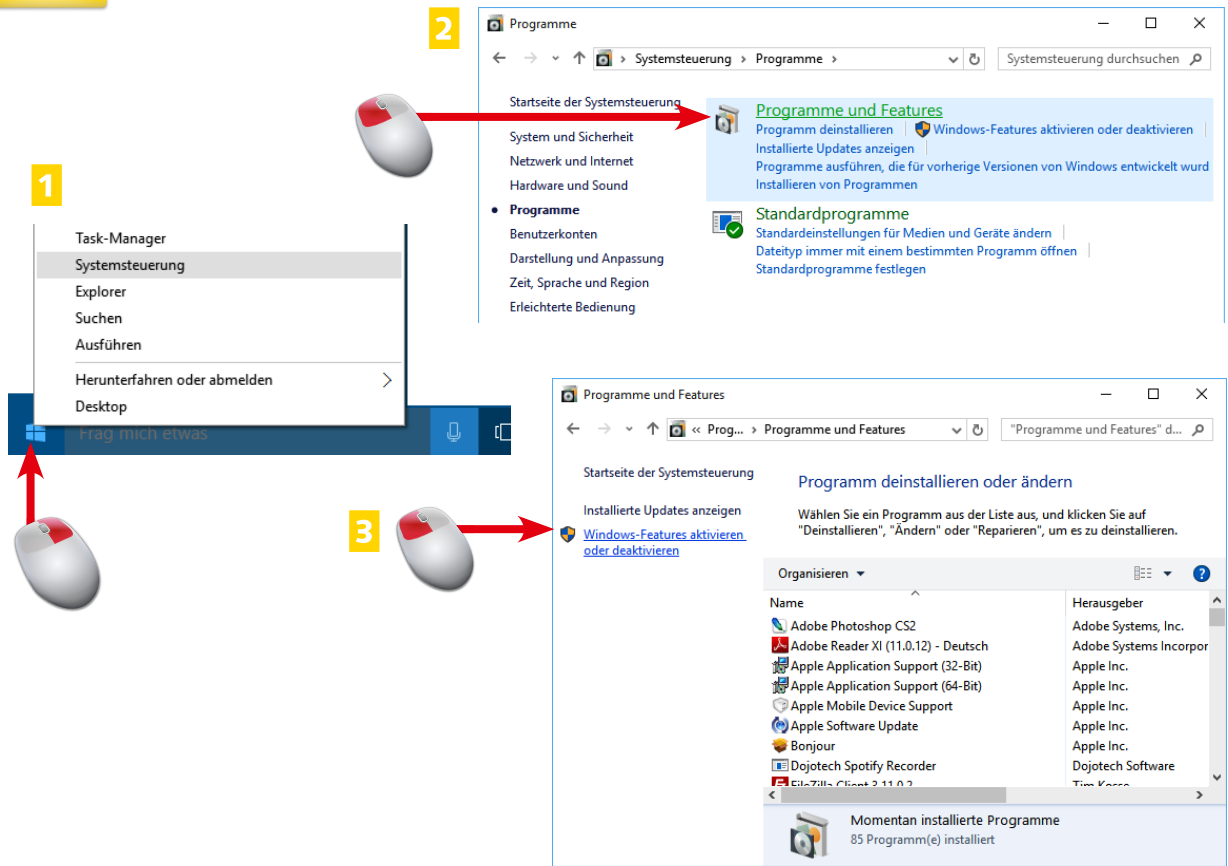 1
Task-Manager
Systemsteuerung
Explorer
Suchen
Ausführen
Herunterfahren oder abmelden
Desktop
Frag mich etwas
2
Programme
Systemsteuerung > Programme >
Systemsteuerung durchsuchen
Startseite der Systemsteuerung
System und Sicherheit
Netzwerk und Internet
Hardware und Sound
Programme
Benutzerkonten
Darstellung und Anpassung
Zeit, Sprache und Region
Erleichterte Bedienung
Programme und Features
Programm deinstallieren | Windows-Features aktivieren oder deaktivieren |
Installierte Updates anzeigen |
Programme ausführen, die für vorherige Versionen von Windows entwickelt wurd
Installieren von Programmen
Standardprogramme
Standardeinstellungen für Medien und Geräte ändern |
Dateityp immer mit einem bestimmten Programm öffnen |
Standardprogramme festlegen
3
Programme und Features
« Prog... > Programme und Features
"Programme und Features" d...
Startseite der Systemsteuerung
Installierte Updates anzeigen
Windows-Features aktivieren
oder deaktivieren
Programm deinstallieren oder ändern
Wählen Sie ein Programm aus der Liste aus, und klicken Sie auf
"Deinstallieren", "Ändern" oder "Reparieren", um es zu deinstallieren.
Organisieren
Name Herausgeber
Adobe Photoshop CS2 Adobe Systems, Inc.
Adobe Reader XI (11.0.12) - Deutsch Adobe Systems Incorpor
Apple Application Support (32-Bit) Apple Inc.
Apple Application Support (64-Bit) Apple Inc.
Apple Mobile Device Support Apple Inc.
Apple Software Update Apple Inc.
Bonjour Apple Inc.
Dojotech Spotify Recorder Dojotech Software
FileZilla Client 3.11.0.2 Tim Kosse
Momentan installierte Programme
85 Programm(e) installiert